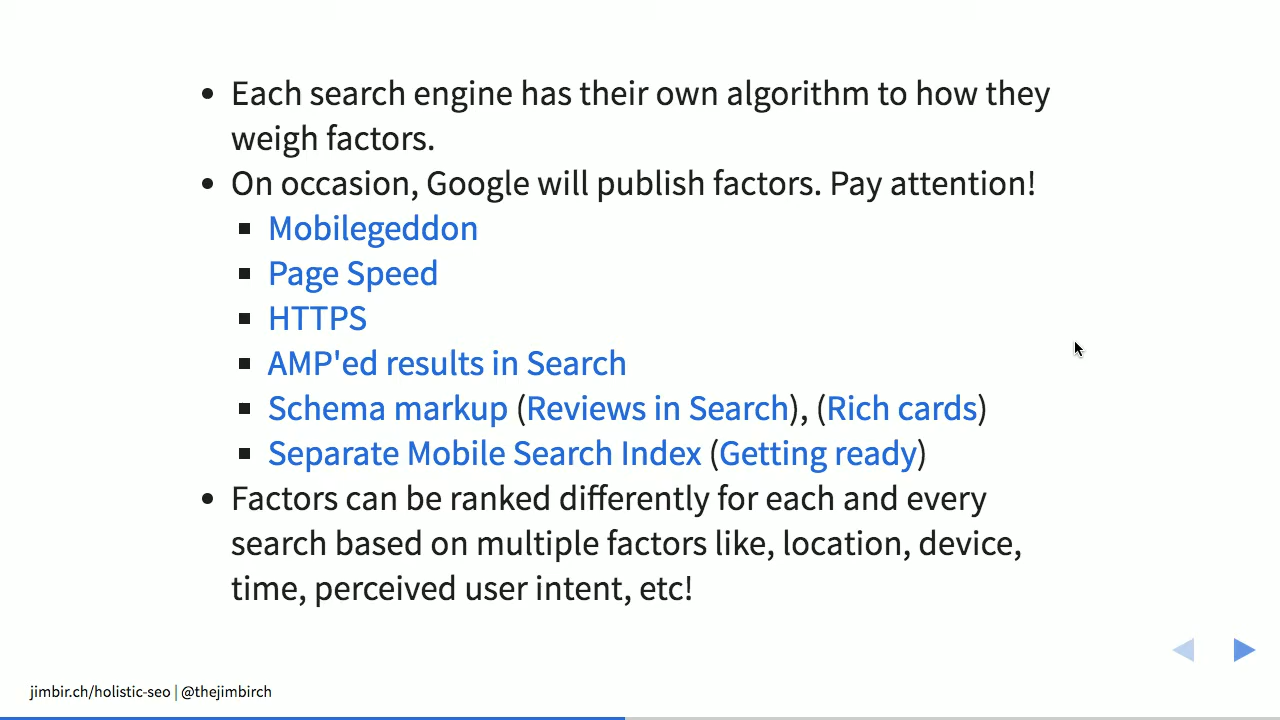 Each search engine has their own algorithm to how they
weigh factors.
On occasion, Google will publish factors. Pay attention!
Mobilegeddon
Page Speed
HTTPS
AMP'ed results in Search
Schema markup (Reviews in Search), (Rich cards)
Separate Mobile Search Index (Getting ready)
Factors can be ranked differently for each and every
search based on multiple factors like, location, device,
time, perceived user intent, etc!
jimbir.ch/holistic-seo | @thejimbirch